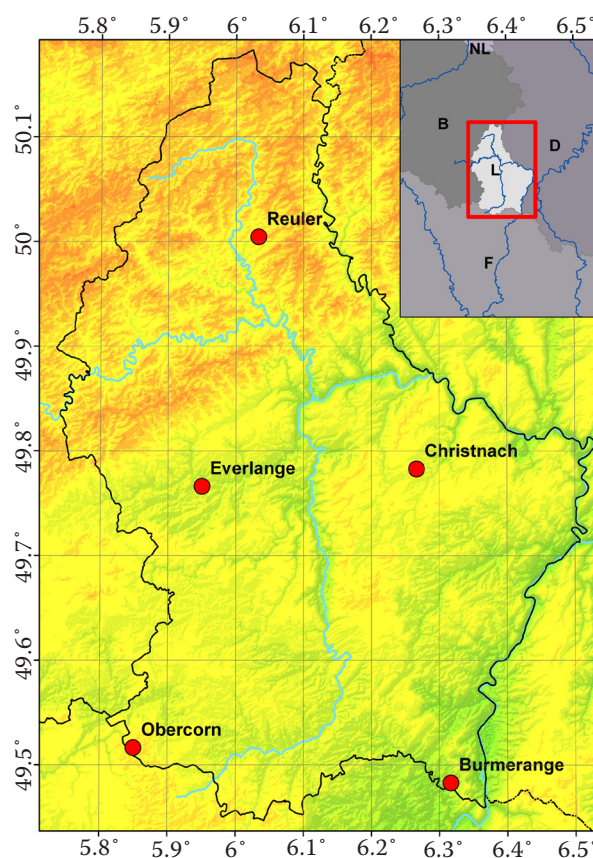 5.8° 5.9° 6° 6.1° 6.2° 6.3° 6.4° 6.5°
NL
B
D
L
F
50.1°
50°
49.9°
49.8°
49.7°
49.6°
49.5°
Reuler
Christnach
Everlange
Obercorn
Burmerange
5.8° 5.9° 6° 6.1° 6.2° 6.3° 6.4° 6.5°